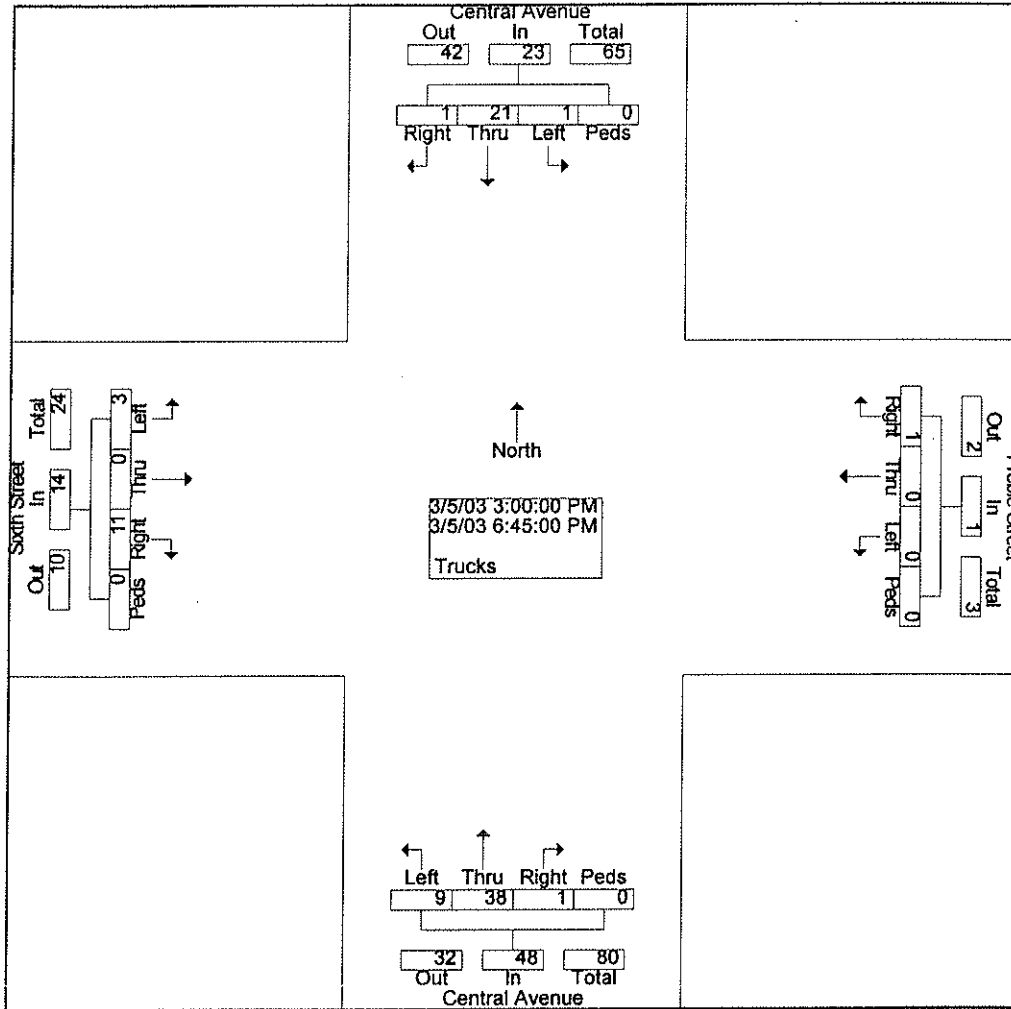 Central Avenue
Out In Total
42 23 65
1 21 1 0
Right Thru Left Peds
Sixth Street
Total In Out
24 14 10
3 0 11 0
Left Thru Right Peds
North
3/5/03 3:00:00 PM
3/5/03 6:45:00 PM
Trucks
Right Thru Left Peds
1 0 0 0
2 1 3
Out In Total
Left Thru Right Peds
9 38 1 0
32 48 80
Out In Total
Central Avenue